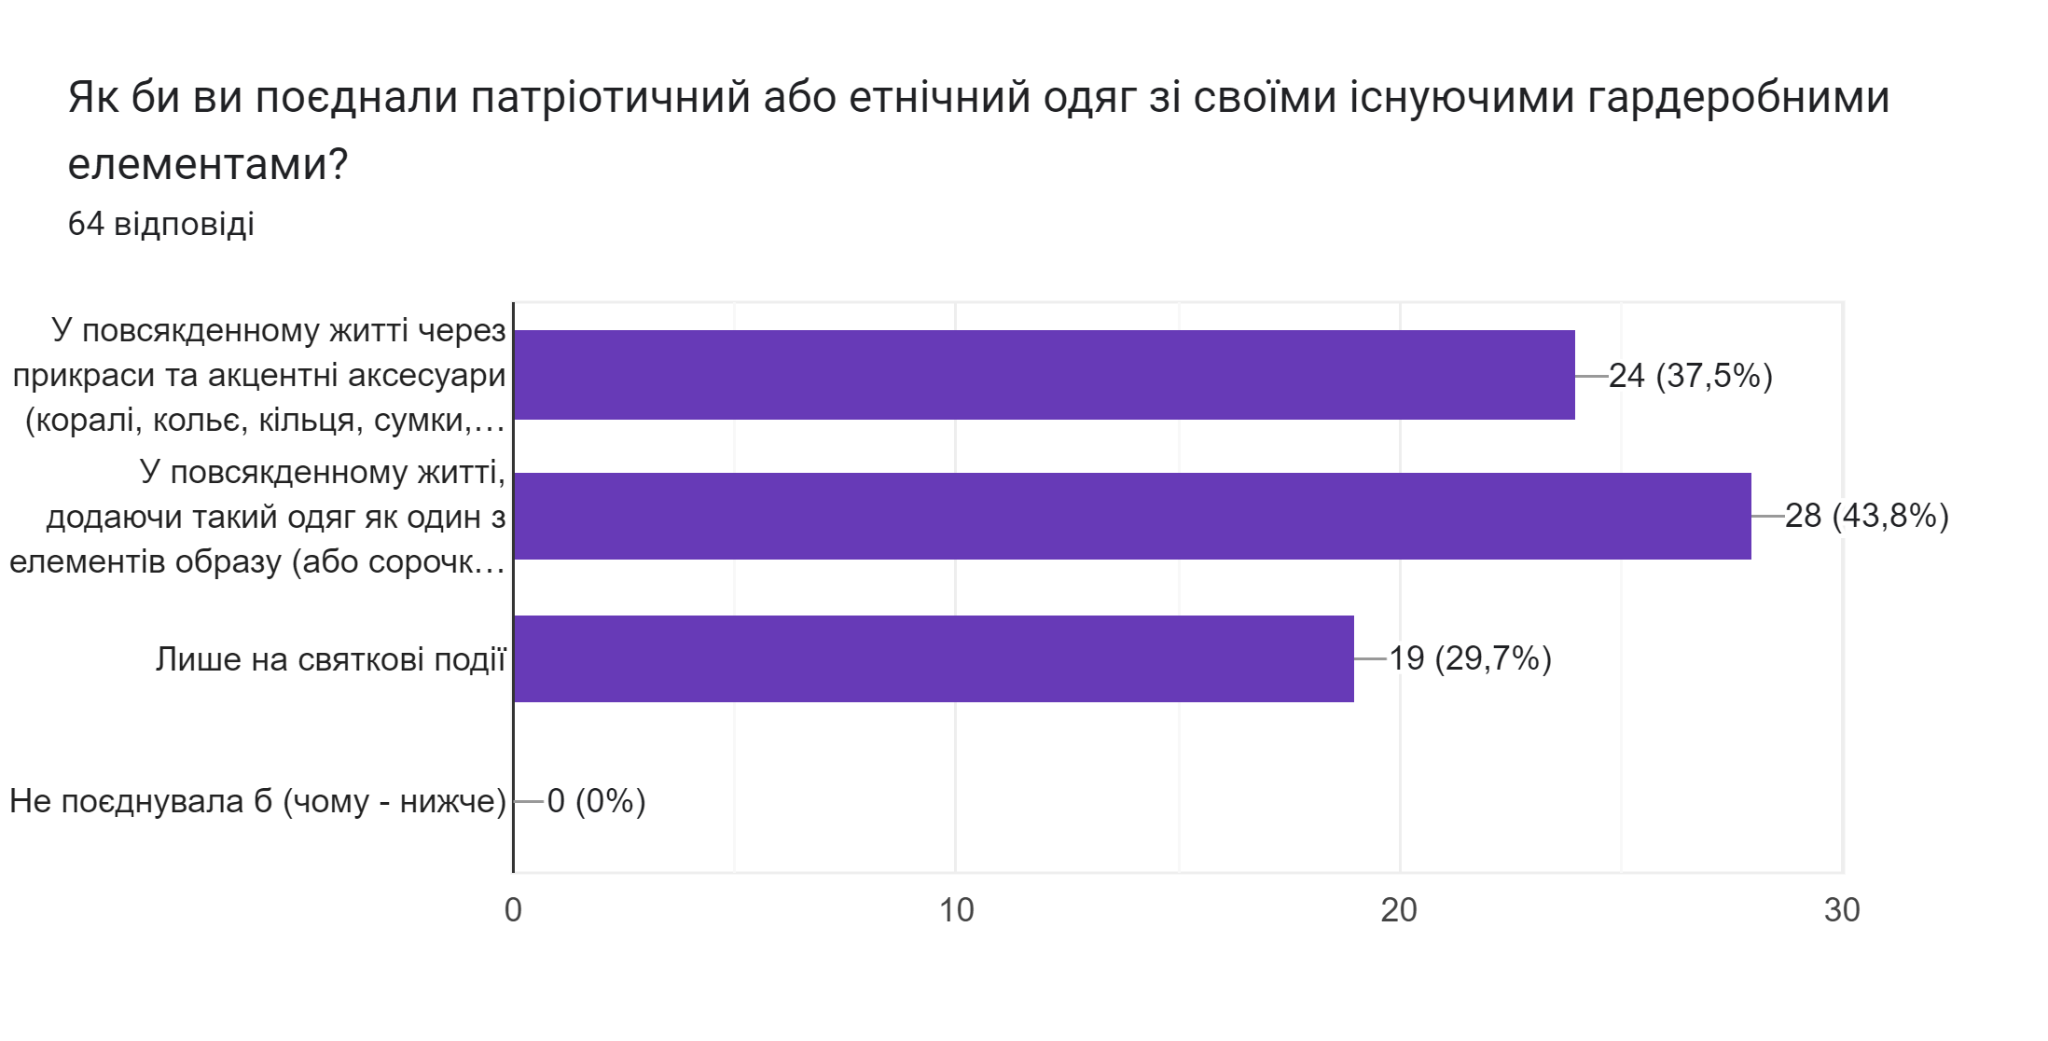 Як би ви поєднали патріотичний або етнічний одяг зі своїми існуючими гардеробними
елементами?
64 відповіді
У повсякденному житті через
прикраси та акцентні аксесуари
(коралі, кольє, кільця, сумки,…
24 (37,5%)
У повсякденному житті,
додаючи такий одяг як один з
елементів образу (або сорочк…
28 (43,8%)
Лише на святкові події
19 (29,7%)
Не поєднувала б (чому - нижче)
0 (0%)
0 10 20 30